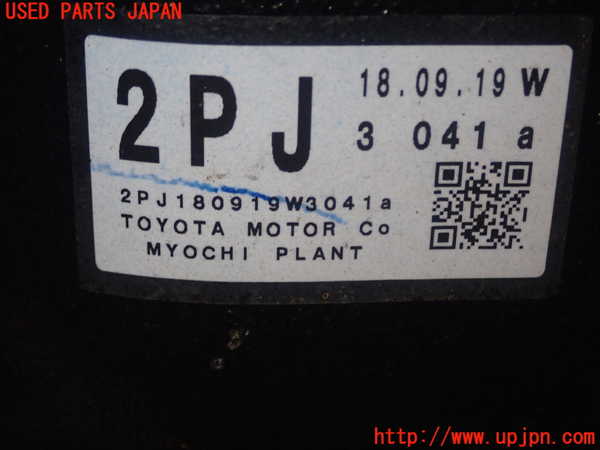 USED PARTS JAPAN
2PJ 18.09.19 W
3 041 a
2PJ180919W3041a
TOYOTA MOTOR Co
MYOCHI PLANT
http://www.upjpn.com/